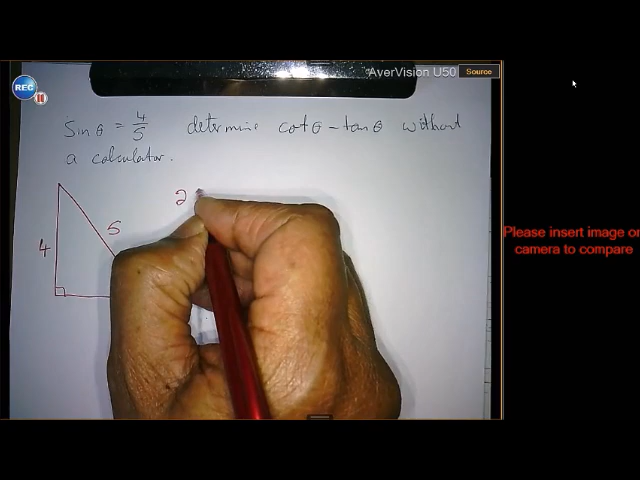 AverVision U50
Source
REC
sin θ = 4/5 determine cot θ - tan θ without
a calculator.
5
4
2
Please insert image or
camera to compare